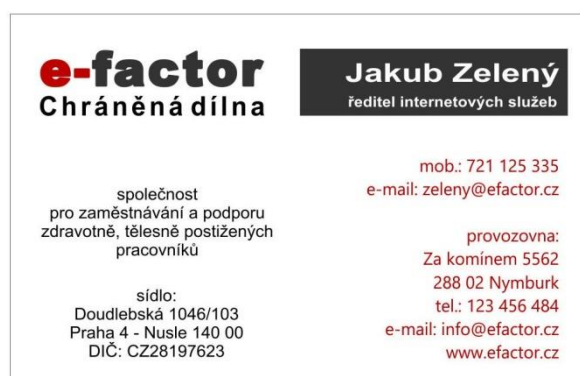 e-factor
Chráněná dílna
Jakub Zelený
ředitel internetových služeb
společnost
pro zaměstnávání a podporu
zdravotně, tělesně postižených
pracovníků
sídlo:
Doudlebská 1046/103
Praha 4 - Nusle 140 00
DIČ: CZ28197623
mob.: 721 125 335
e-mail: zeleny@efactor.cz
provozovna:
Za komínem 5562
288 02 Nymburk
tel.: 123 456 484
e-mail: info@efactor.cz
www.efactor.cz